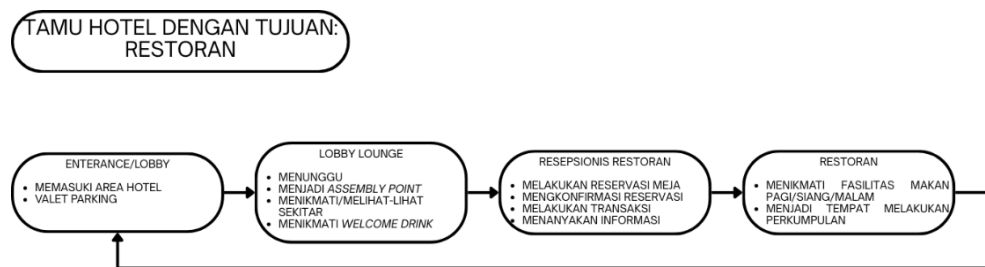 TAMU HOTEL DENGAN TUJUAN:
RESTORAN
ENTERANCE/LOBBY
• MEMASUKI AREA HOTEL
• VALET PARKING
LOBBY LOUNGE
• MENUNGGU
• MENJADI ASSEMBLY POINT
• MENIKMATI/MELIHAT-LIHAT
SEKITAR
• MENIKMATI WELCOME DRINK
RESEPSIONIS RESTORAN
• MELAKUKAN RESERVASI MEJA
• MENGKONFIRMASI RESERVASI
• MELAKUKAN TRANSAKSI
• MENANYAKAN INFORMASI
RESTORAN
• MENIKMATI FASILITAS MAKAN
PAGI/SIANG/MALAM
• MENJADI TEMPAT MELAKUKAN
PERKUMPULAN